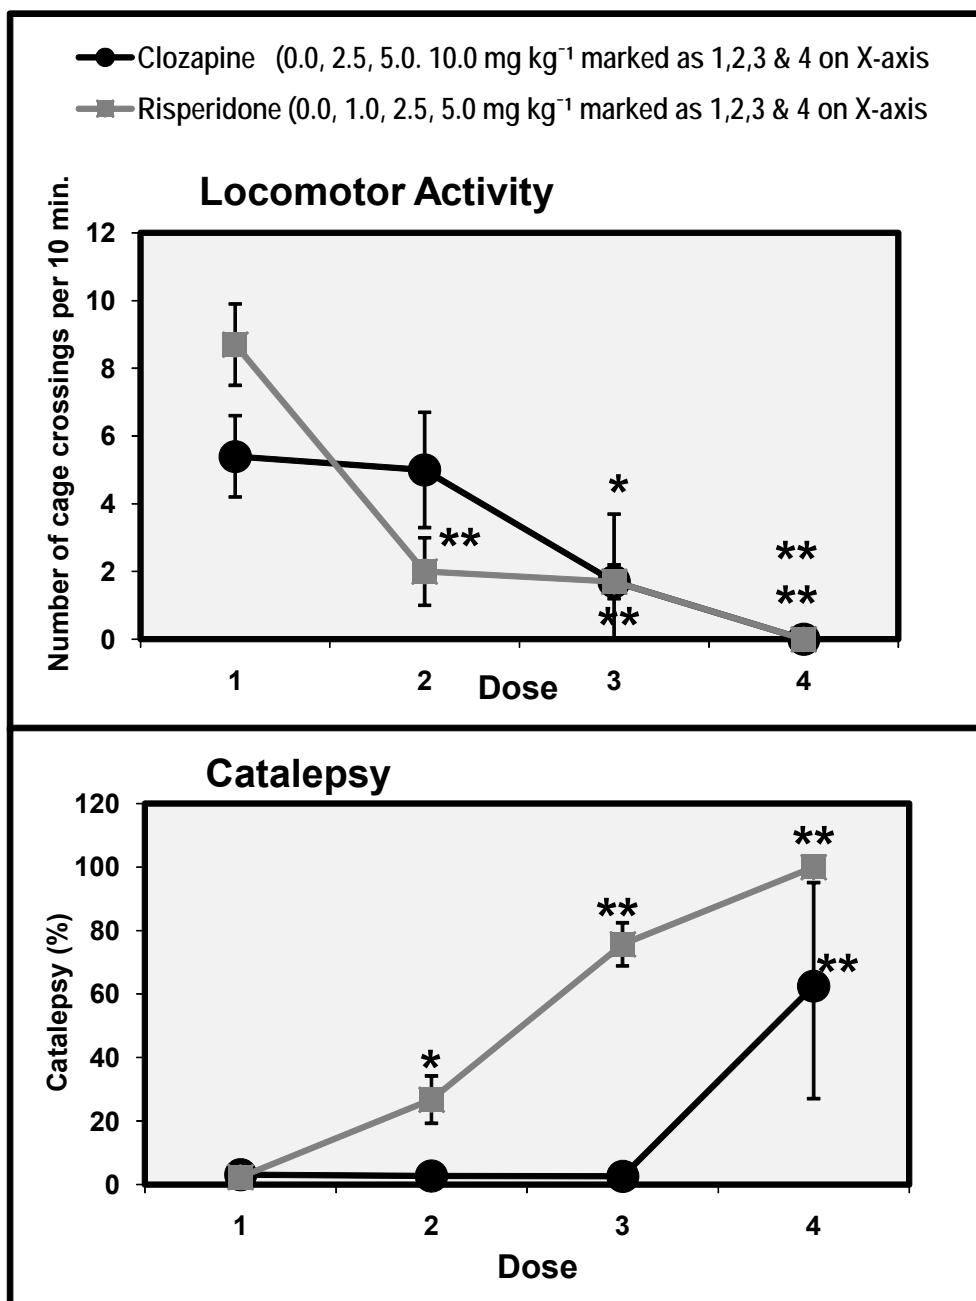 Clozapine (0.0, 2.5, 5.0. 10.0 mg kg⁻¹ marked as 1,2,3 & 4 on X-axis
Risperidone (0.0, 1.0, 2.5, 5.0 mg kg⁻¹ marked as 1,2,3 & 4 on X-axis
Locomotor Activity
Number of cage crossings per 10 min.
12
10
8
6
4
2
0
*
**
**
**
**
1 2 3 4
Dose
Catalepsy
Catalepsy (%)
120
100
80
60
40
20
0
**
**
**
*
1 2 3 4
Dose